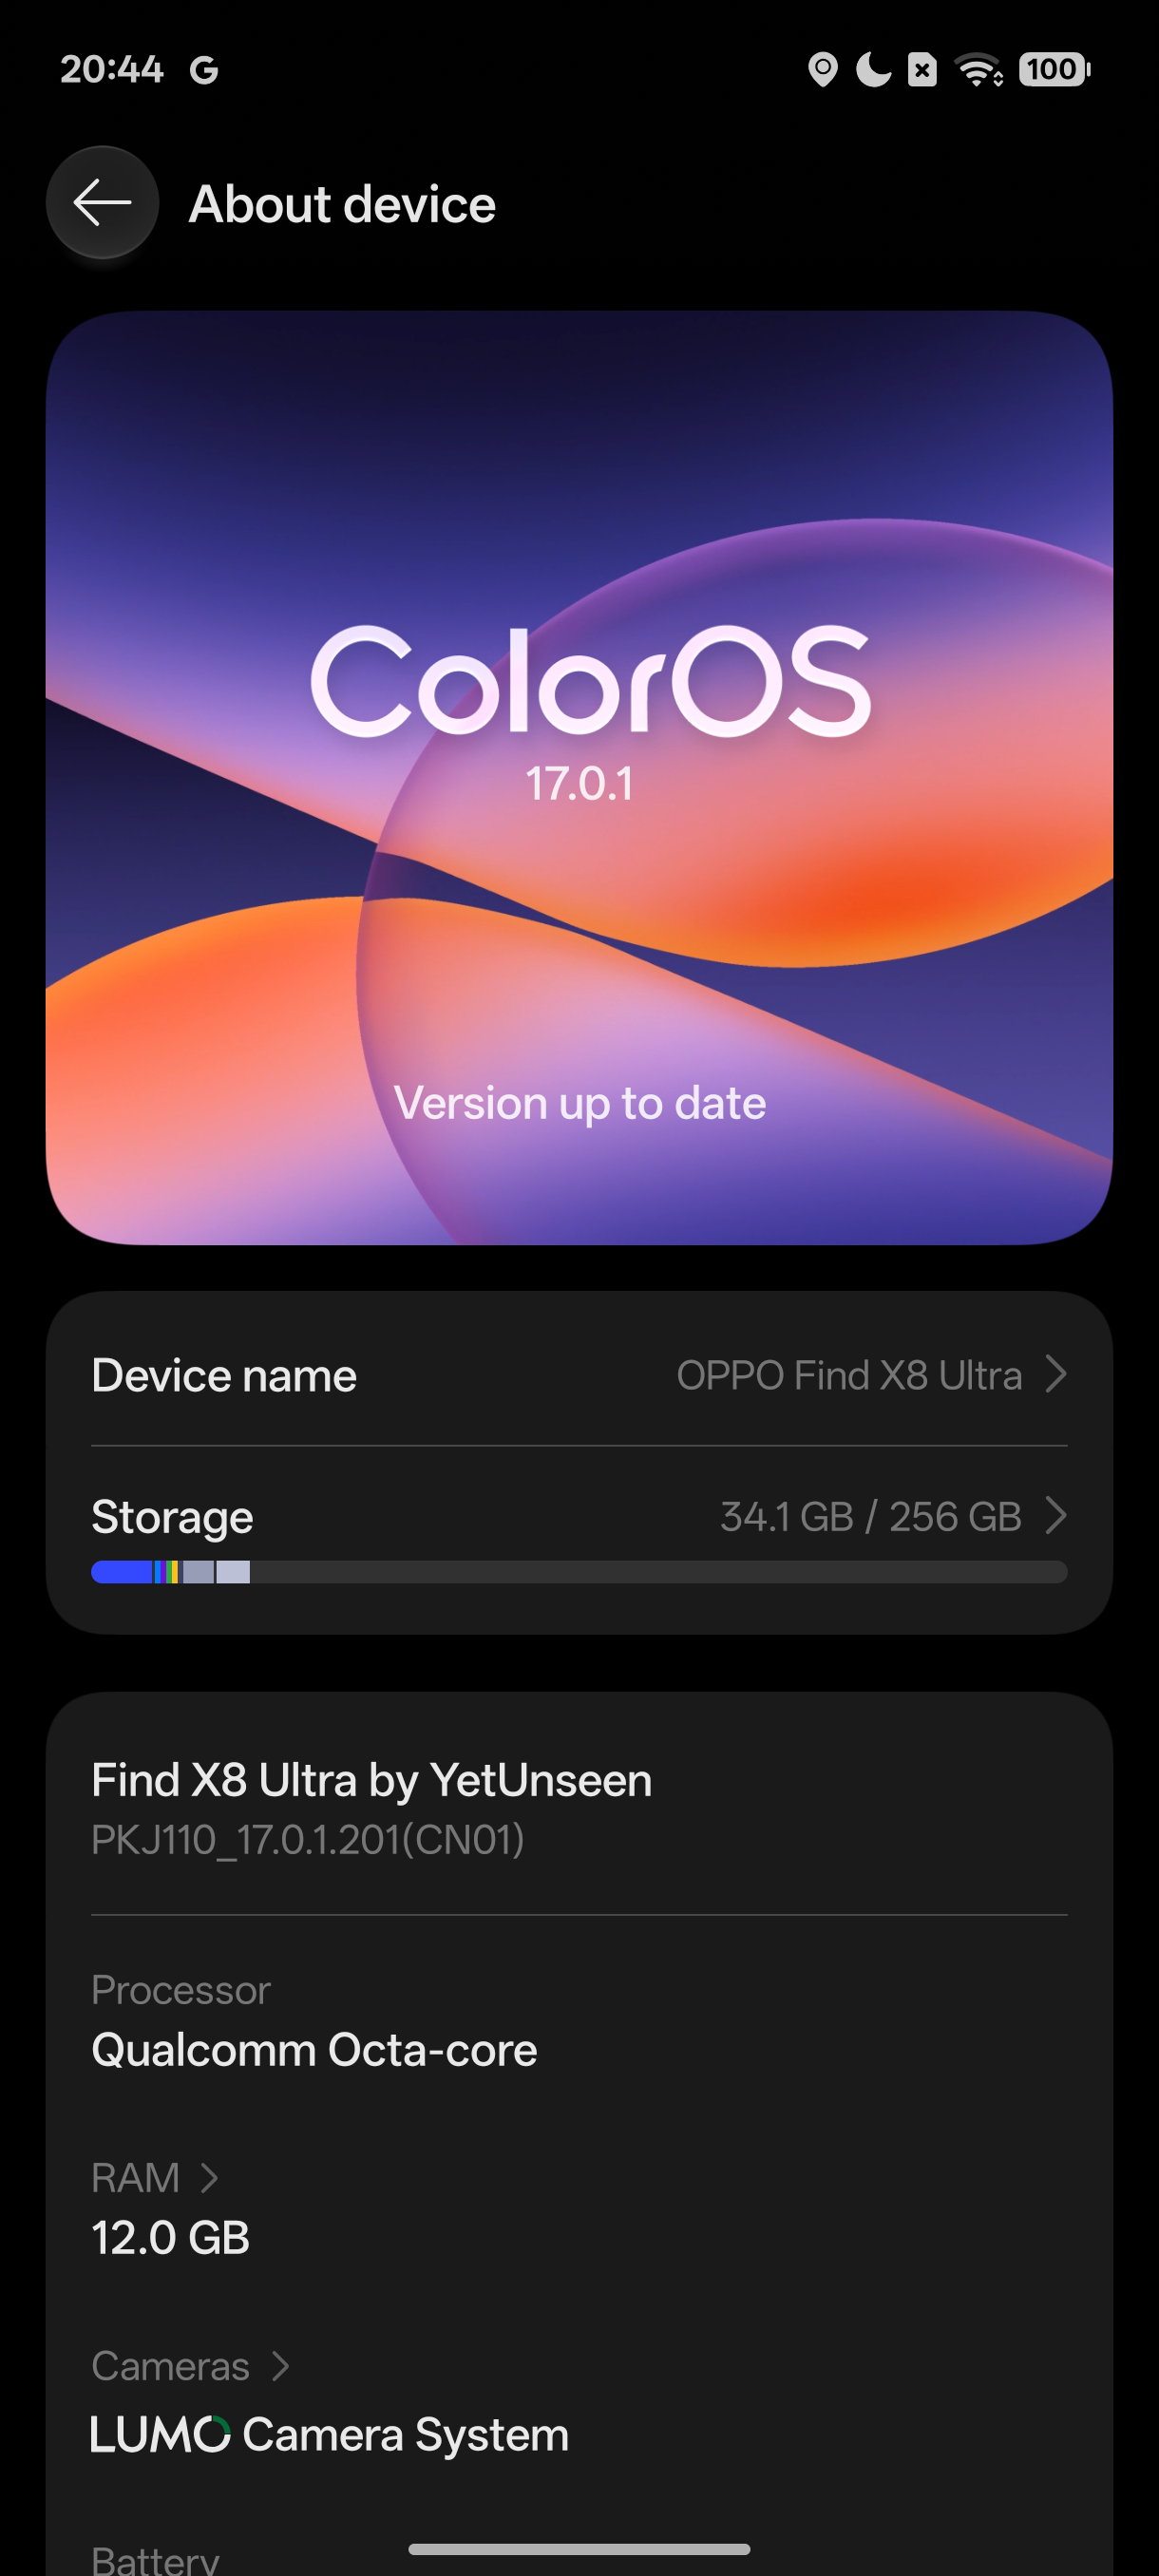 20:44 G 100
About device
ColorOS
17.0.1
Version up to date
Device name OPPO Find X8 Ultra
Storage 34.1 GB / 256 GB
Find X8 Ultra by YetUnseen
PKJ110_17.0.1.201(CN01)
Processor
Qualcomm Octa-core
RAM
12.0 GB
Cameras
LUMO Camera System
Battery